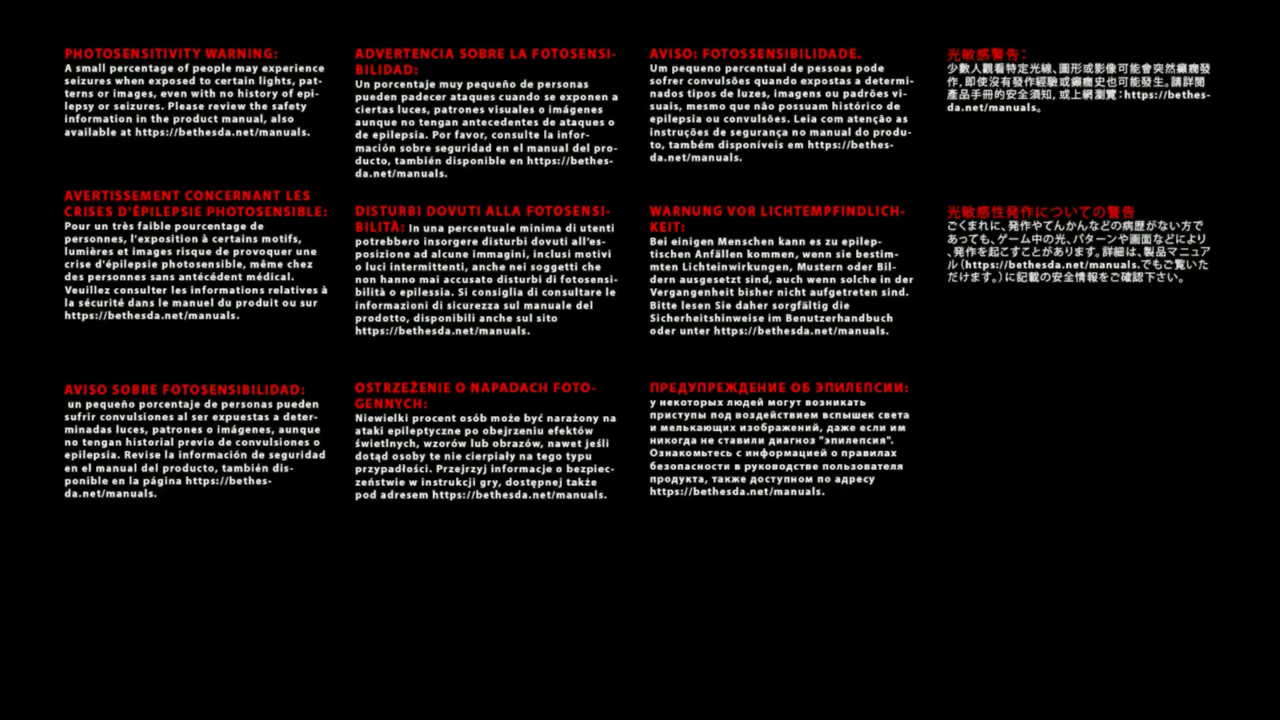 PHOTOSENSITIVITY WARNING:
A small percentage of people may experience
seizures when exposed to certain lights, pat-
terns or images, even with no history of epi-
lepsy or seizures. Please review the safety
information in the product manual, also
available at https://bethesda.net/manuals.
AVERTISSEMENT CONCERNANT LES
CRISES D'ÉPILEPSIE PHOTOSENSIBLE:
Pour un très faible pourcentage de
personnes, l'exposition à certains motifs,
lumières et images risque de provoquer une
crise d'épilepsie photosensible, même chez
des personnes sans antécédent médical.
Veuillez consulter les informations relatives à
la sécurité dans le manuel du produit ou sur
https://bethesda.net/manuals.
AVISO SOBRE FOTOSENSIBILIDAD:
un pequeño porcentaje de personas pueden
sufrir convulsiones al ser expuestas a deter-
minadas luces, patrones o imágenes, aunque
no tengan historial previo de convulsiones o
epilepsia. Revise la información de seguridad
en el manual del producto, también dis-
ponible en la página https://bethes-
da.net/manuals.
ADVERTENCIA SOBRE LA FOTOSENSI-
BILIDAD:
Un porcentaje muy pequeño de personas
pueden padecer ataques cuando se exponen a
ciertas luces, patrones visuales o imágenes
aunque no tengan antecedentes de ataques o
de epilepsia. Por favor, consulte la infor-
mación sobre seguridad en el manual del pro-
ducto, también disponible en https://bethes-
da.net/manuals.
DISTURBI DOVUTI ALLA FOTOSENSI-
BILITÀ: In una percentuale minima di utenti
potrebbero insorgere disturbi dovuti all'es-
posizione ad alcune immagini, inclusi motivi
o luci intermittenti, anche nei soggetti che
non hanno mai accusato disturbi di fotosensi-
bilità o epilessia. Si consiglia di consultare le
informazioni di sicurezza sul manuale del
prodotto, disponibili anche sul sito
https://bethesda.net/manuals.
OSTRZEŻENIE O NAPADACH FOTO-
GENNYCH:
Niewielki procent osób może być narażony na
ataki epileptyczne po obejrzeniu efektów
świetlnych, wzorów lub obrazów, nawet jeśli
dotąd osoby te nie cierpiały na tego typu
przypadłości. Przejrzyj informacje o bezpiec-
zeństwie w instrukcji gry, dostępnej także
pod adresem https://bethesda.net/manuals.
AVISO: FOTOSSENSIBILIDADE.
Um pequeno percentual de pessoas pode
sofrer convulsões quando expostas a determi-
nados tipos de luzes, imagens ou padrões vi-
suais, mesmo que não possuam histórico de
epilepsia ou convulsões. Leia com atenção as
instruções de segurança no manual do produ-
to, também disponíveis em https://bethes-
da.net/manuals.
WARNUNG VOR LICHTEMPFINDLICH-
KEIT:
Bei einigen Menschen kann es zu epilep-
tischen Anfällen kommen, wenn sie bestim-
mten Lichteinwirkungen, Mustern oder Bil-
dern ausgesetzt sind, auch wenn solche in der
Vergangenheit bisher nicht aufgetreten sind.
Bitte lesen Sie daher sorgfältig die
Sicherheitshinweise im Benutzerhandbuch
oder unter https://bethesda.net/manuals.
ПРЕДУПРЕЖДЕНИЕ ОБ ЭПИЛЕПСИИ:
у некоторых людей могут возникать
приступы под воздействием вспышек света
и мелькающих изображений, даже если им
никогда не ставили диагноз "эпилепсия".
Ознакомьтесь с информацией о правилах
безопасности в руководстве пользователя
продукта, также доступном по адресу
https://bethesda.net/manuals.
光敏感警告：
少數人觀看特定光線、圖形或影像可能會突然癲癇發
作，即使沒有發作經驗或癲癇史也可能發生。請詳閱
產品手冊的安全須知，或上網瀏覽：https://bethes-
da.net/manuals。
光敏感性発作についての警告
ごくまれに、発作やてんかんなどの病歴がない方で
あっても、ゲーム中の光、パターンや画面などにより
、発作を起こすことがあります。詳細は、製品マニュア
ル（https://bethesda.net/manuals.でもご覧いた
だけます。）に記載の安全情報をご確認下さい。